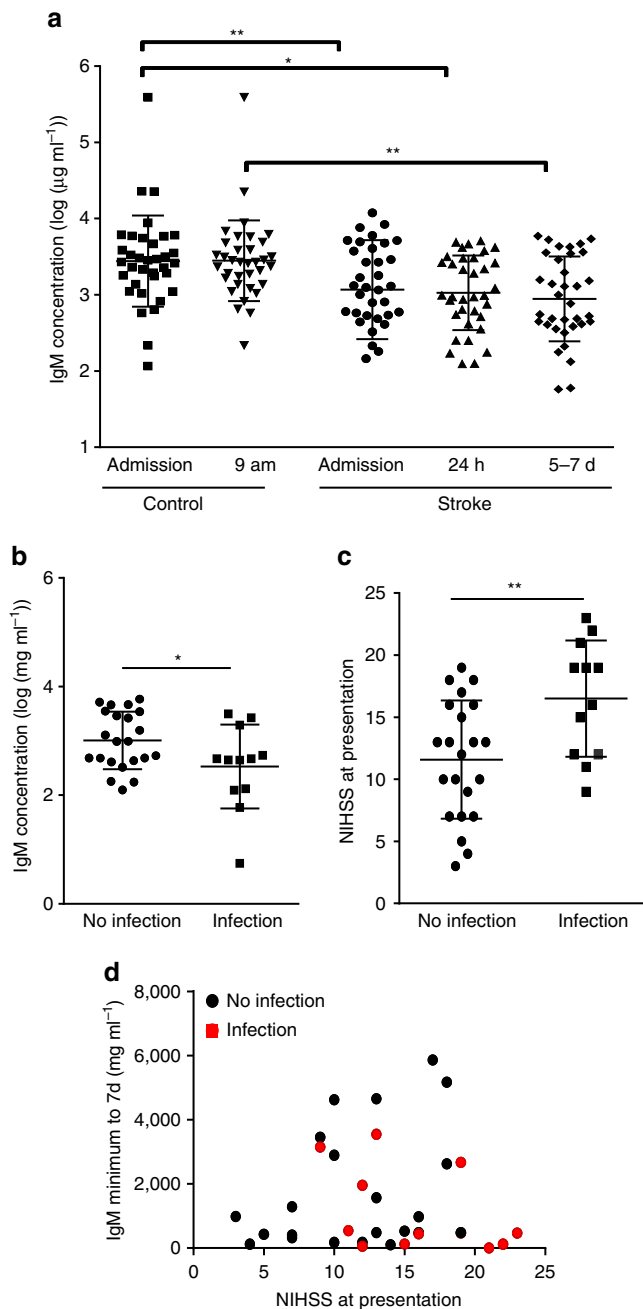 a
**
*
**
IgM concentration (log (μg ml⁻¹))
6
5
4
3
2
1
Admission 9 am Admission 24 h 5–7 d
Control Stroke
b
IgM concentration (log (mg ml⁻¹))
6
4
2
0
*
No infection Infection
c
NIHSS at presentation
25
20
15
10
5
0
**
No infection Infection
d
IgM minimum to 7d (mg ml⁻¹)
8,000
6,000
4,000
2,000
0
No infection
Infection
0 5 10 15 20 25
NIHSS at presentation